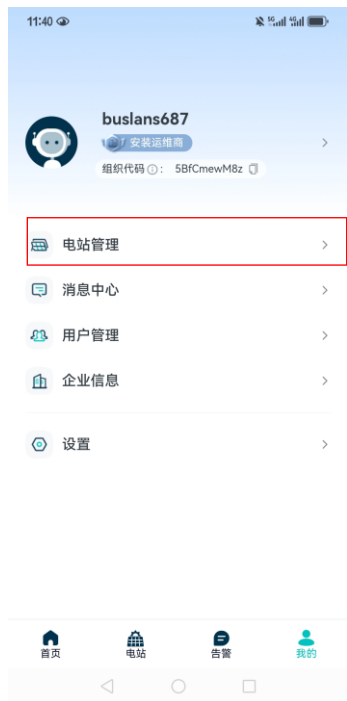 11:40
5G 4G
buslans687
安装运维商
组织代码 : 5BfCmewM8z
电站管理
消息中心
用户管理
企业信息
设置
首页 电站 告警 我的